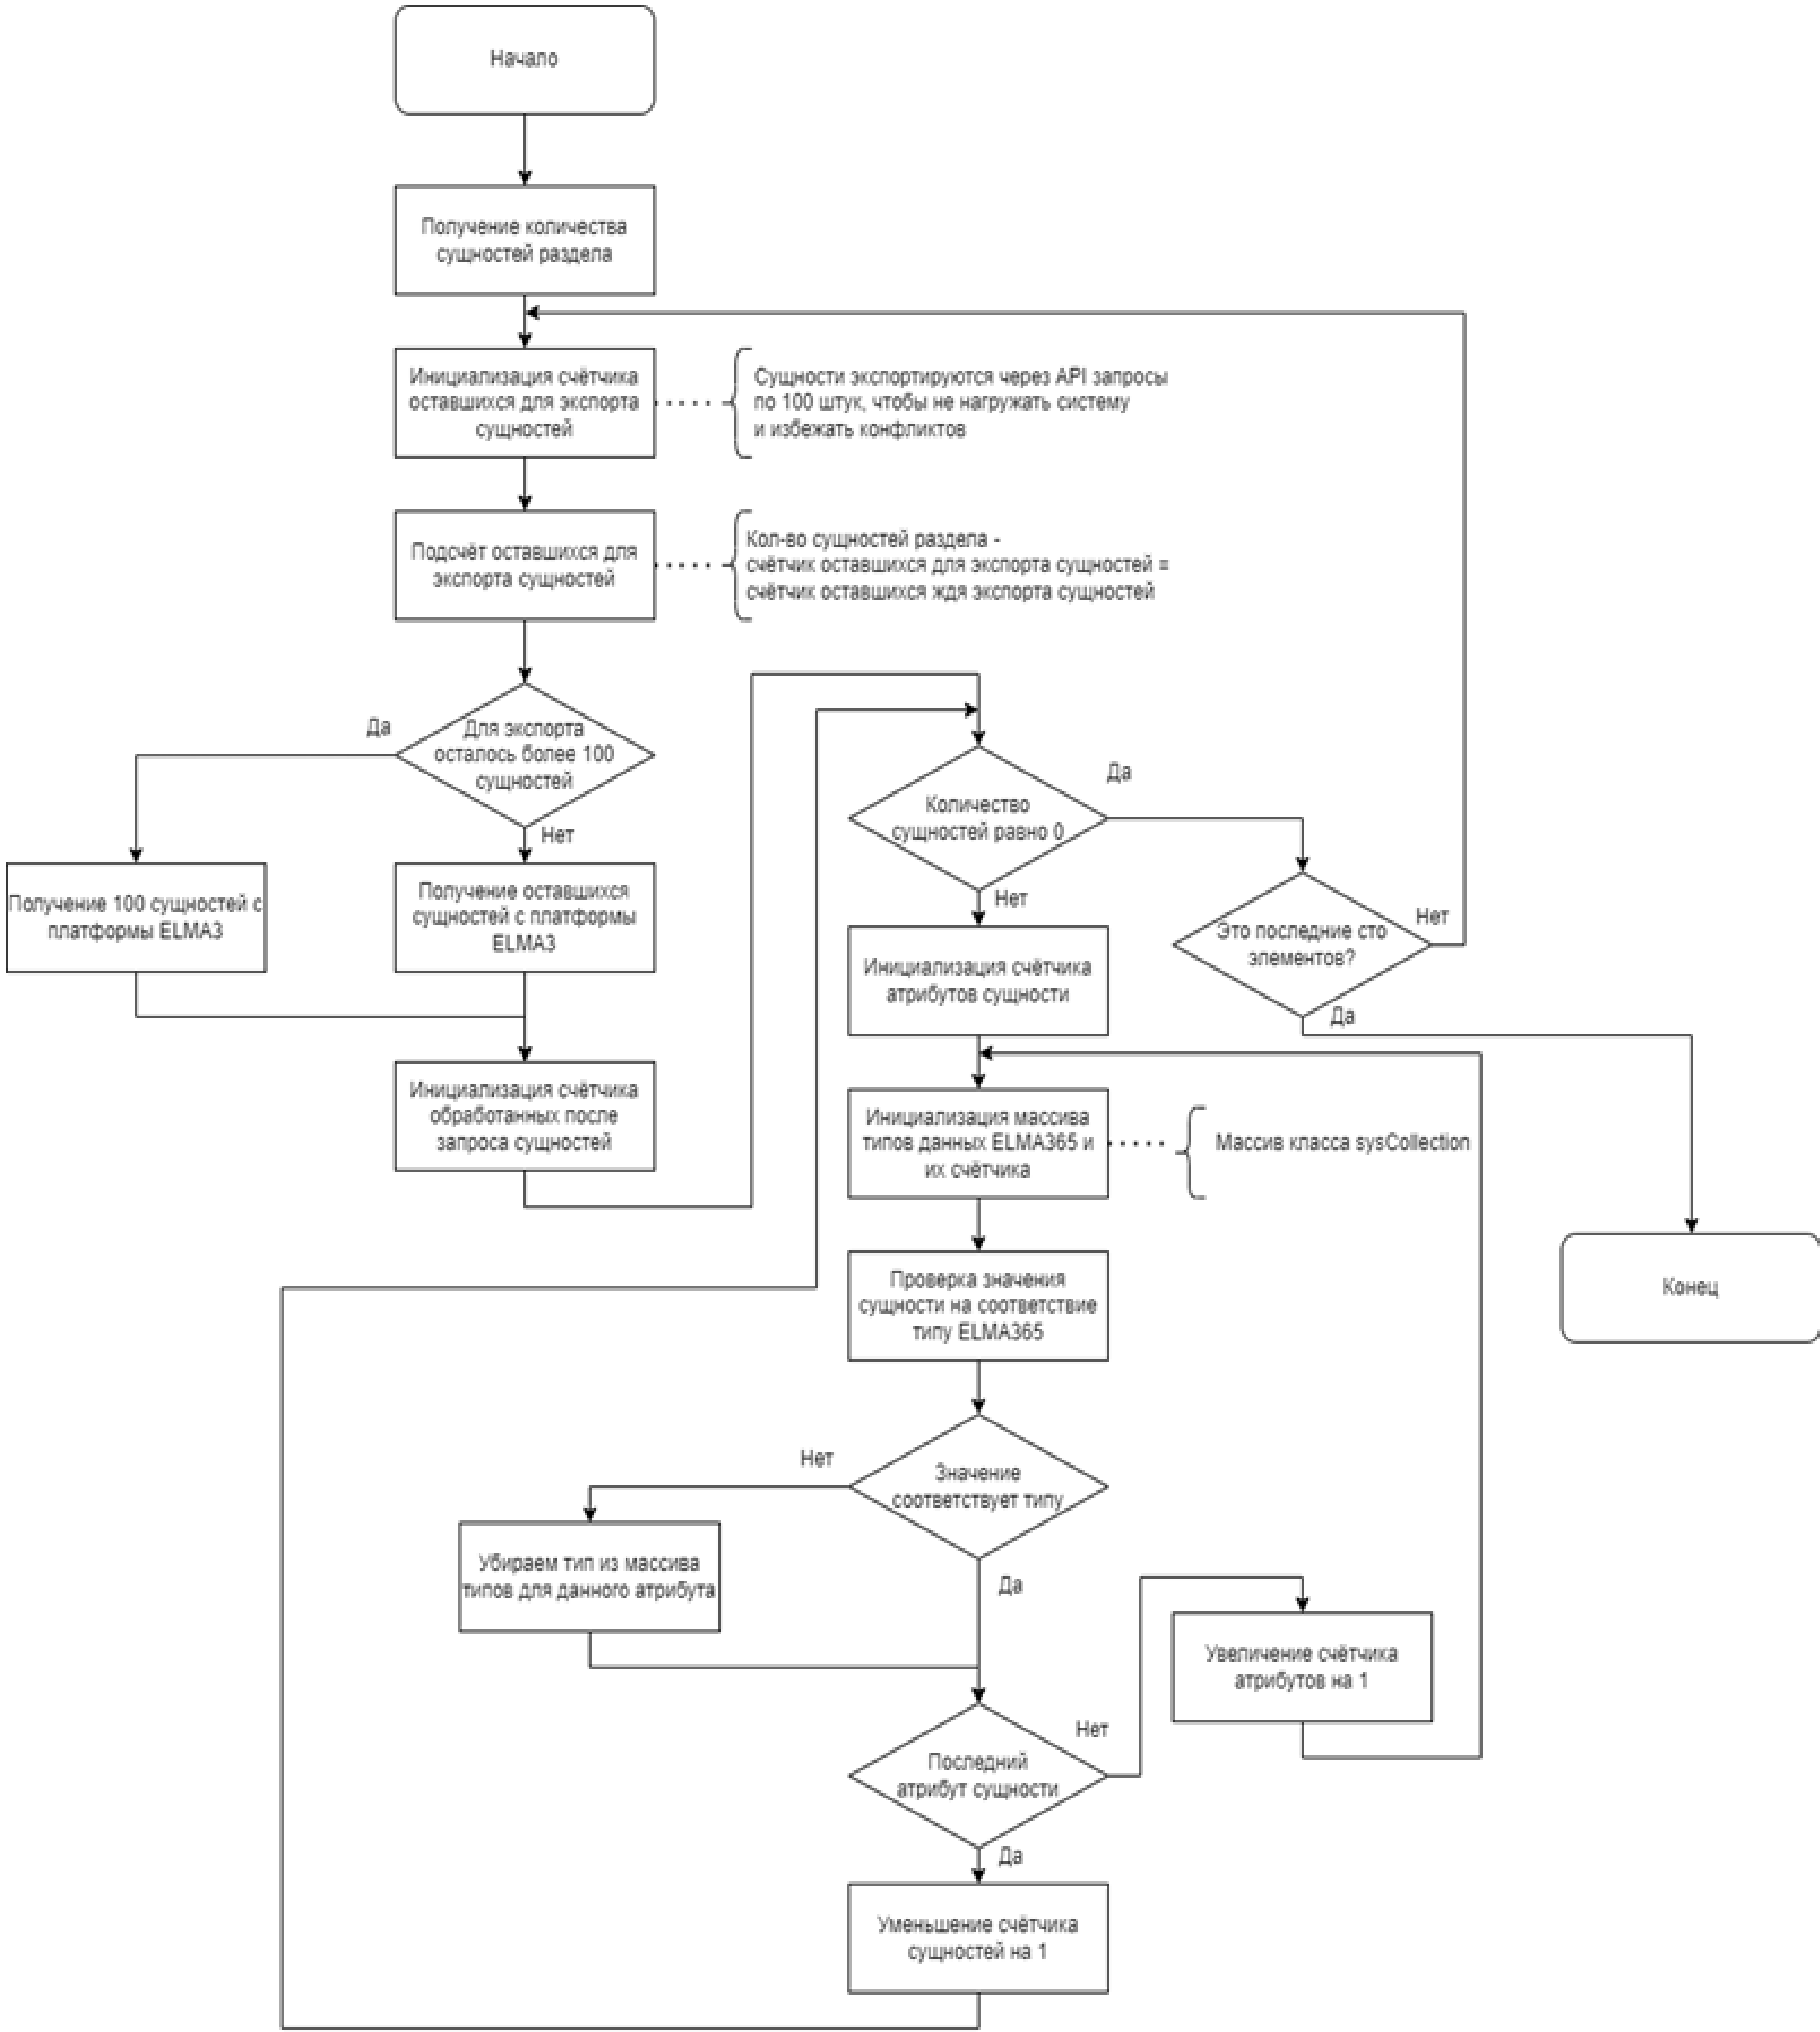 Начало
Получение количества
сущностей раздела
Инициализация счётчика
оставшихся для экспорта
сущностей
Сущности экспортируются через API запросы
по 100 штук, чтобы не нагружать систему
и избежать конфликтов
Подсчёт оставшихся для
экспорта сущностей
Кол-во сущностей раздела -
счётчик оставшихся для экспорта сущностей =
счётчик оставшихся ждя экспорта сущностей
Да
Для экспорта
осталось более 100
сущностей
Нет
Получение 100 сущностей с
платформы ELMA3
Получение оставшихся
сущностей с платформы
ELMA3
Инициализация счётчика
обработанных после
запроса сущностей
Количество
сущностей равно 0
Да
Нет
Это последние сто
элементов?
Нет
Да
Инициализация счётчика
атрибутов сущности
Инициализация массива
типов данных ELMA365 и
их счётчика
Массив класса sysCollection
Проверка значения
сущности на соответствие
типу ELMA365
Конец
Нет
Значение
соответствует типу
Да
Убираем тип из массива
типов для данного атрибута
Увеличение счётчика
атрибутов на 1
Нет
Последний
атрибут сущности
Да
Уменьшение счётчика
сущностей на 1